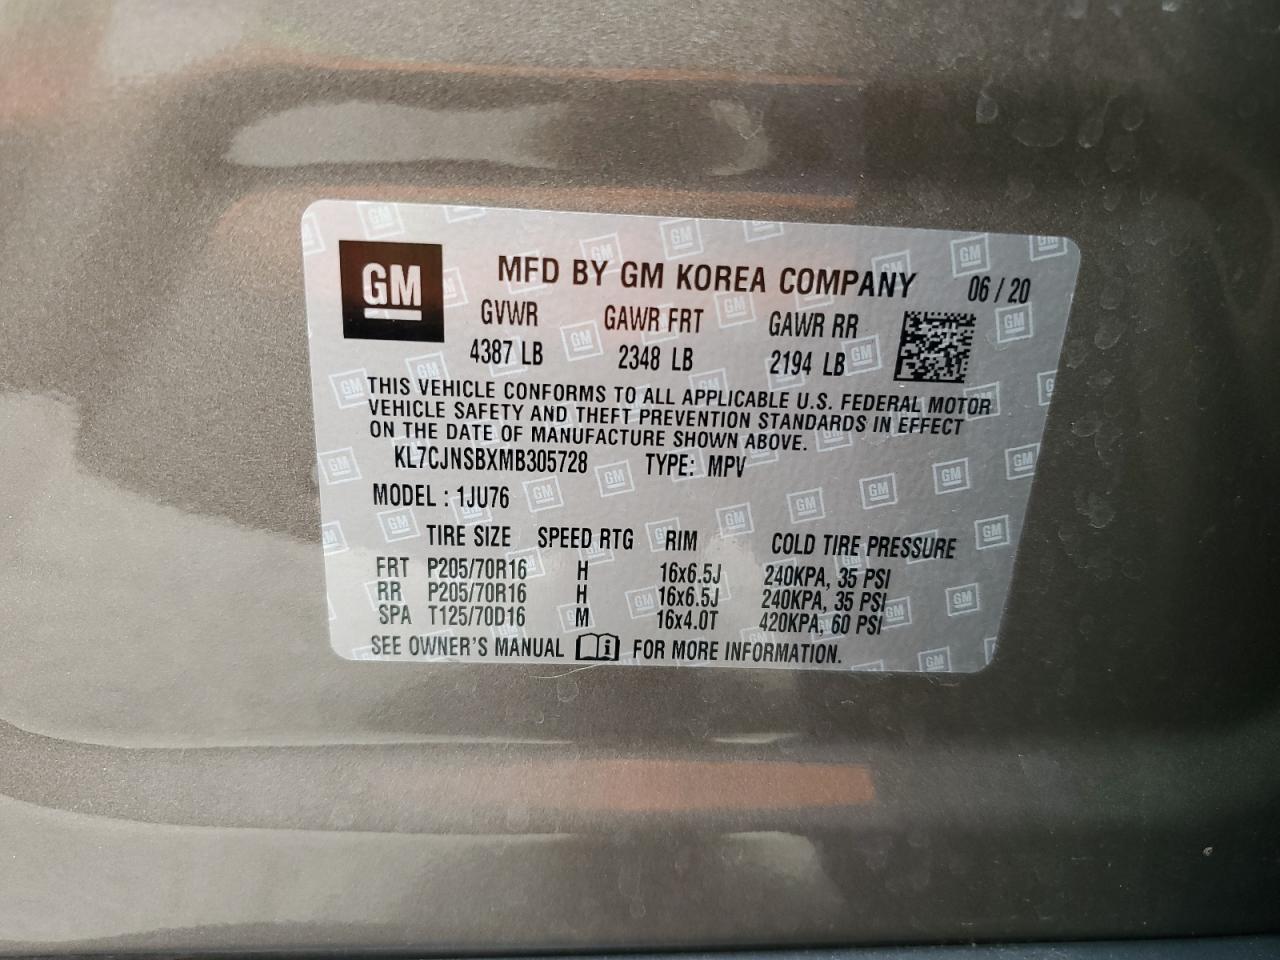 GM
MFD BY GM KOREA COMPANY 06 / 20
GVWR GAWR FRT GAWR RR
4387 LB 2348 LB 2194 LB
THIS VEHICLE CONFORMS TO ALL APPLICABLE U.S. FEDERAL MOTOR
VEHICLE SAFETY AND THEFT PREVENTION STANDARDS IN EFFECT
ON THE DATE OF MANUFACTURE SHOWN ABOVE.
KL7CJNSBXMB305728 TYPE: MPV
MODEL : 1JU76
TIRE SIZE SPEED RTG RIM COLD TIRE PRESSURE
FRT P205/70R16 H 16x6.5J 240KPA, 35 PSI
RR P205/70R16 H 16x6.5J 240KPA, 35 PSI
SPA T125/70D16 M 16x4.0T 420KPA, 60 PSI
SEE OWNER'S MANUAL FOR MORE INFORMATION.